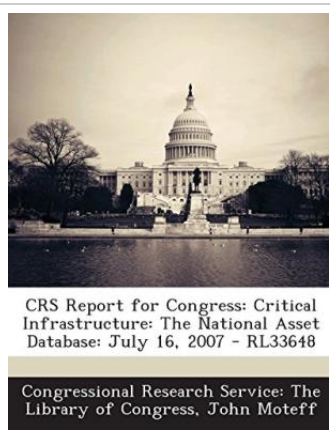 CRS Report for Congress: Critical
Infrastructure: The National Asset
Database: July 16, 2007 - RL33648
Congressional Research Service: The
Library of Congress, John Moteff